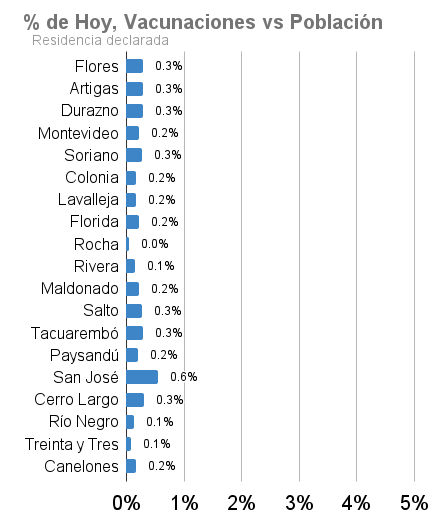 % de Hoy, Vacunaciones vs Población
Residencia declarada
Flores 0.3%
Artigas 0.3%
Durazno 0.3%
Montevideo 0.2%
Soriano 0.3%
Colonia 0.2%
Lavalleja 0.2%
Florida 0.2%
Rocha 0.0%
Rivera 0.1%
Maldonado 0.2%
Salto 0.3%
Tacuarembó 0.3%
Paysandú 0.2%
San José 0.6%
Cerro Largo 0.3%
Río Negro 0.1%
Treinta y Tres 0.1%
Canelones 0.2%
0% 1% 2% 3% 4% 5%